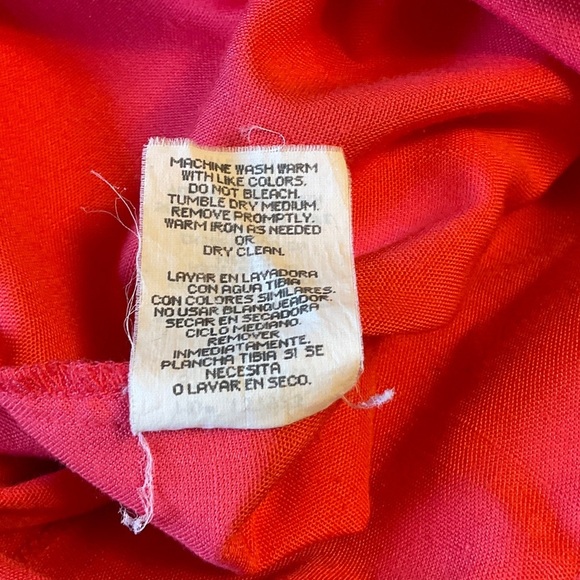 MACHINE WASH WARM
WITH LIKE COLORS.
DO NOT BLEACH.
TUMBLE DRY MEDIUM.
REMOVE PROMPTLY.
WARM IRON AS NEEDED
OR
DRY CLEAN.
LAVAR EN LAVADORA
CON AGUA TIBIA
CON COLORES SIMILARES.
NO USAR BLANQUEADOR.
SECAR EN SECADORA
CICLO MEDIANO.
REMOVER
INMEDIATAMENTE.
PLANCHA TIBIA SI SE
NECESITA
O LAVAR EN SECO.